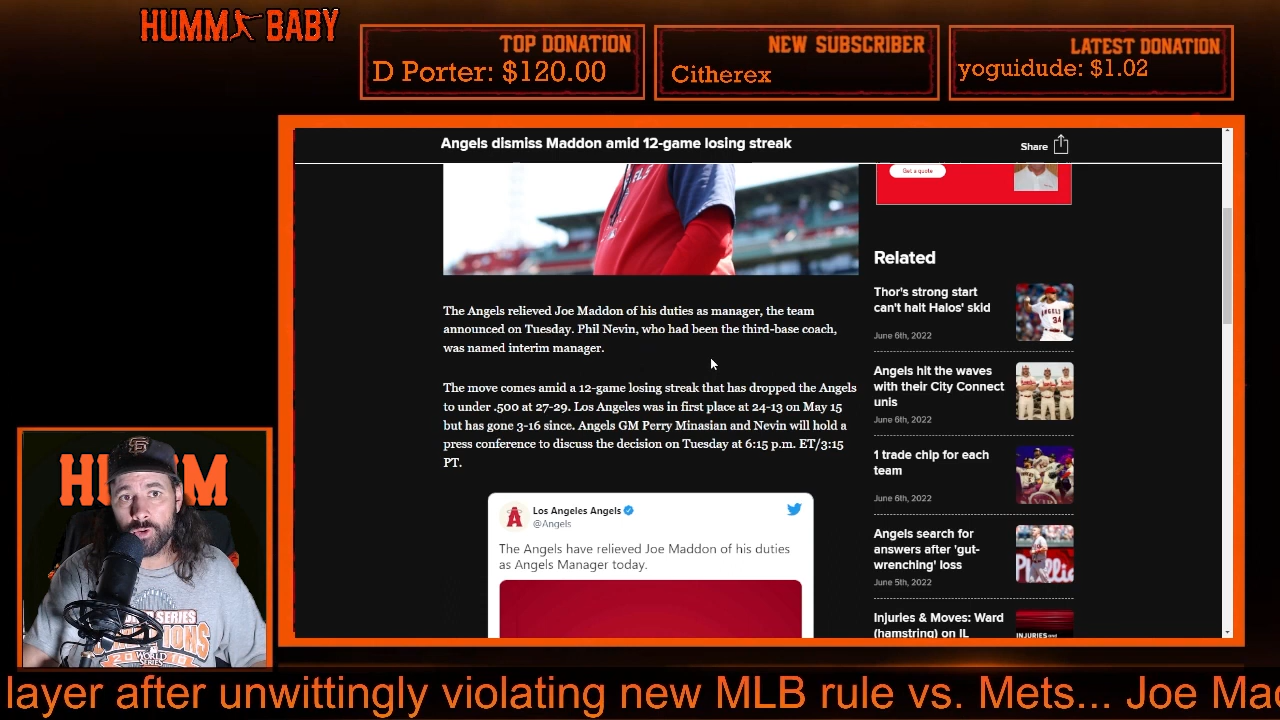 HUMM BABY
TOP DONATION
D Porter: $120.00
NEW SUBSCRIBER
Citherex
LATEST DONATION
yoguidude: $1.02
Angels dismiss Maddon amid 12-game losing streak
Share
Get a quote
The Angels relieved Joe Maddon of his duties as manager, the team
announced on Tuesday. Phil Nevin, who had been the third-base coach,
was named interim manager.
The move comes amid a 12-game losing streak that has dropped the Angels
to under .500 at 27-29. Los Angeles was in first place at 24-13 on May 15
but has gone 3-16 since. Angels GM Perry Minasian and Nevin will hold a
press conference to discuss the decision on Tuesday at 6:15 p.m. ET/3:15
PT.
Los Angeles Angels
@Angels
The Angels have relieved Joe Maddon of his duties
as Angels Manager today.
Related
Thor's strong start
can't halt Halos' skid
June 6th, 2022
ANGELS
34
Angels hit the waves
with their City Connect
unis
June 6th, 2022
1 trade chip for each
team
June 6th, 2022
Angels search for
answers after 'gut-
wrenching' loss
June 5th, 2022
Injuries & Moves: Ward
(hamstring) on IL
INJURIES and
WORLD
SERIES
layer after unwittingly violating new MLB rule vs. Mets... Joe Mad